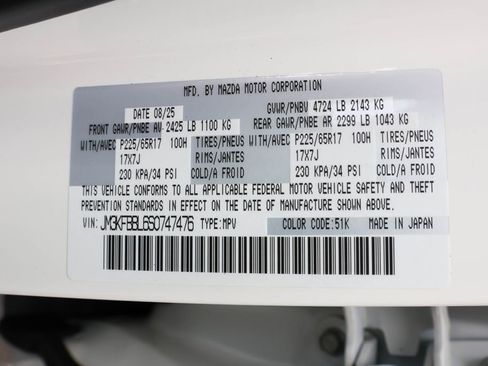 MFD. BY MAZDA MOTOR CORPORATION
DATE 08/25 GVWR/PNBV 4724 LB 2143 KG
FRONT GAWR/PNBE AV 2425 LB 1100 KG REAR GAWR/PNBE AR 2299 LB 1043 KG
WITH/AVEC P225/65R17 100H TIRES/PNEUS WITH/AVEC P225/65R17 100H TIRES/PNEUS
17X7J RIMS/JANTES 17X7J RIMS/JANTES
230 KPA/34 PSI COLD/A FROID 230 KPA/34 PSI COLD/A FROID
THIS VEHICLE CONFORMS TO ALL APPLICABLE FEDERAL MOTOR VEHICLE SAFETY AND THEFT
PREVENTION STANDARDS IN EFFECT ON THE DATE OF MANUFACTURE SHOWN ABOVE.
JM3KFBBL6S0747476 TYPE:MPV COLOR CODE:51K MADE IN JAPAN